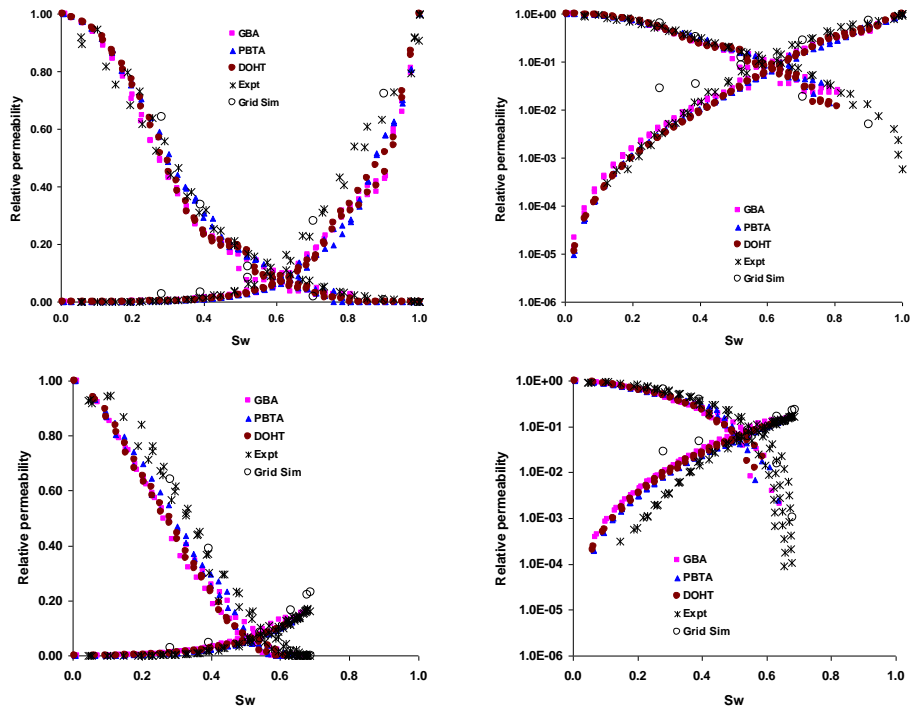 1.00
0.80
0.60
0.40
0.20
0.00
Relative permeability
GBA
PBTA
DOHT
Expt
Grid Sim
0.0 0.2 0.4 0.6 0.8 1.0
Sw
1.0E+00
1.0E-01
1.0E-02
1.0E-03
1.0E-04
1.0E-05
1.0E-06
Relative permeability
GBA
PBTA
DOHT
Expt
Grid Sim
0.0 0.2 0.4 0.6 0.8 1.0
Sw
1.00
0.80
0.60
0.40
0.20
0.00
Relative permeability
GBA
PBTA
DOHT
Expt
Grid Sim
0.0 0.2 0.4 0.6 0.8 1.0
Sw
1.0E+00
1.0E-01
1.0E-02
1.0E-03
1.0E-04
1.0E-05
1.0E-06
Relative permeability
GBA
PBTA
DOHT
Expt
Grid Sim
0.0 0.2 0.4 0.6 0.8 1.0
Sw